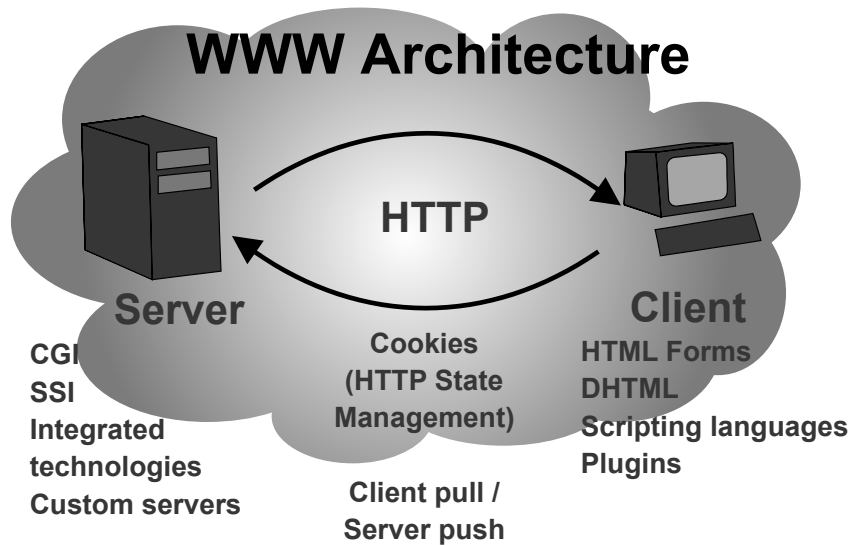 WWW Architecture
HTTP
Server
Client
CGI
SSI
Integrated
technologies
Custom servers
Cookies
(HTTP State
Management)
Client pull /
Server push
HTML Forms
DHTML
Scripting languages
Plugins